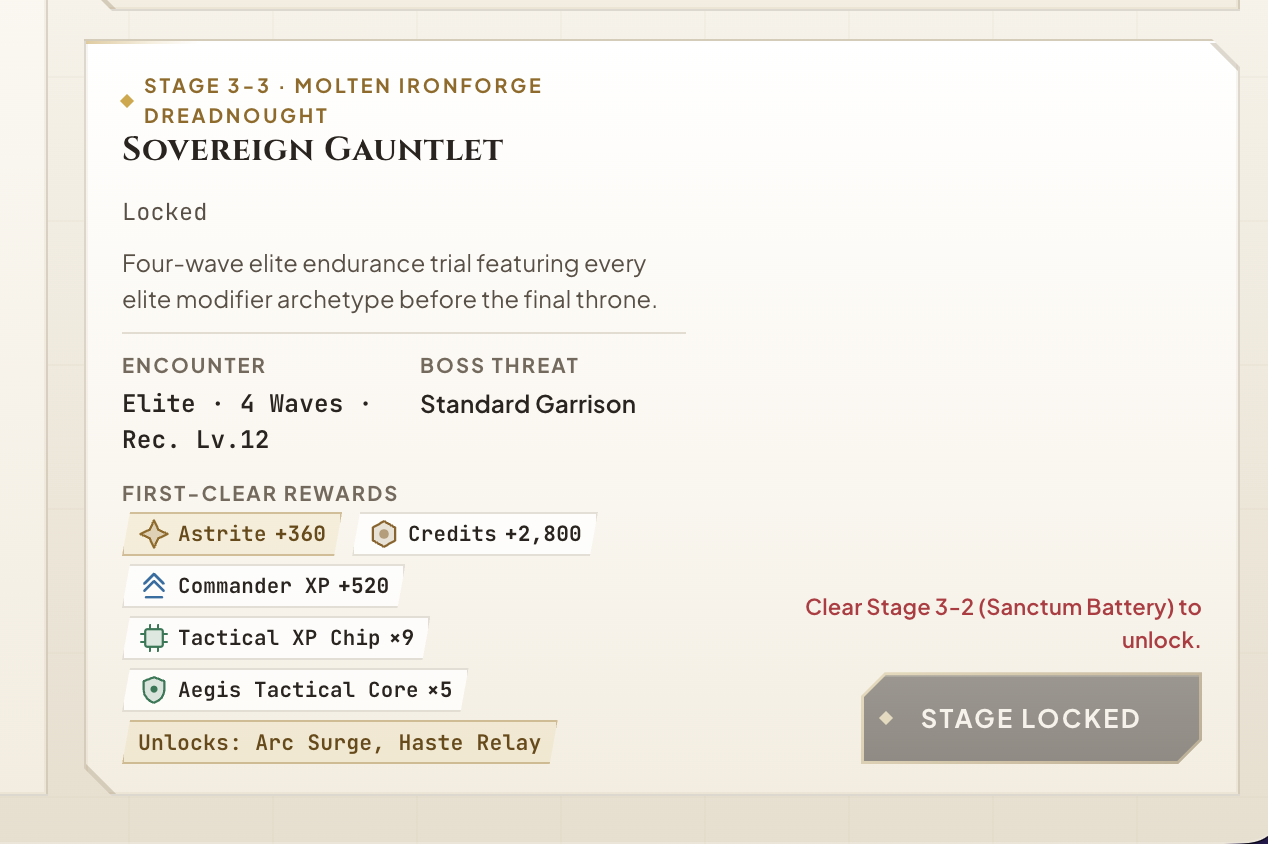 STAGE 3-3 · MOLTEN IRONFORGE
DREADNOUGHT
Sovereign Gauntlet
Locked
Four-wave elite endurance trial featuring every
elite modifier archetype before the final throne.
ENCOUNTER
Elite · 4 Waves ·
Rec. Lv.12
BOSS THREAT
Standard Garrison
FIRST-CLEAR REWARDS
Astrite +360
Credits +2,800
Commander XP +520
Tactical XP Chip ×9
Aegis Tactical Core ×5
Unlocks: Arc Surge, Haste Relay
Clear Stage 3-2 (Sanctum Battery) to
unlock.
STAGE LOCKED